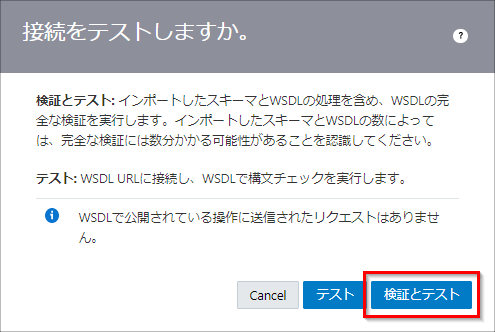 接続をテストしますか。
?
検証とテスト: インポートしたスキーマとWSDLの処理を含め、WSDLの完
全な検証を実行します。インポートしたスキーマとWSDLの数によって
は、完全な検証には数分かかる可能性があることを認識してください。
テスト: WSDL URLに接続し、WSDLで構文チェックを実行します。
WSDLで公開されている操作に送信されたリクエストはありませ
ん。
Cancel テスト 検証とテスト